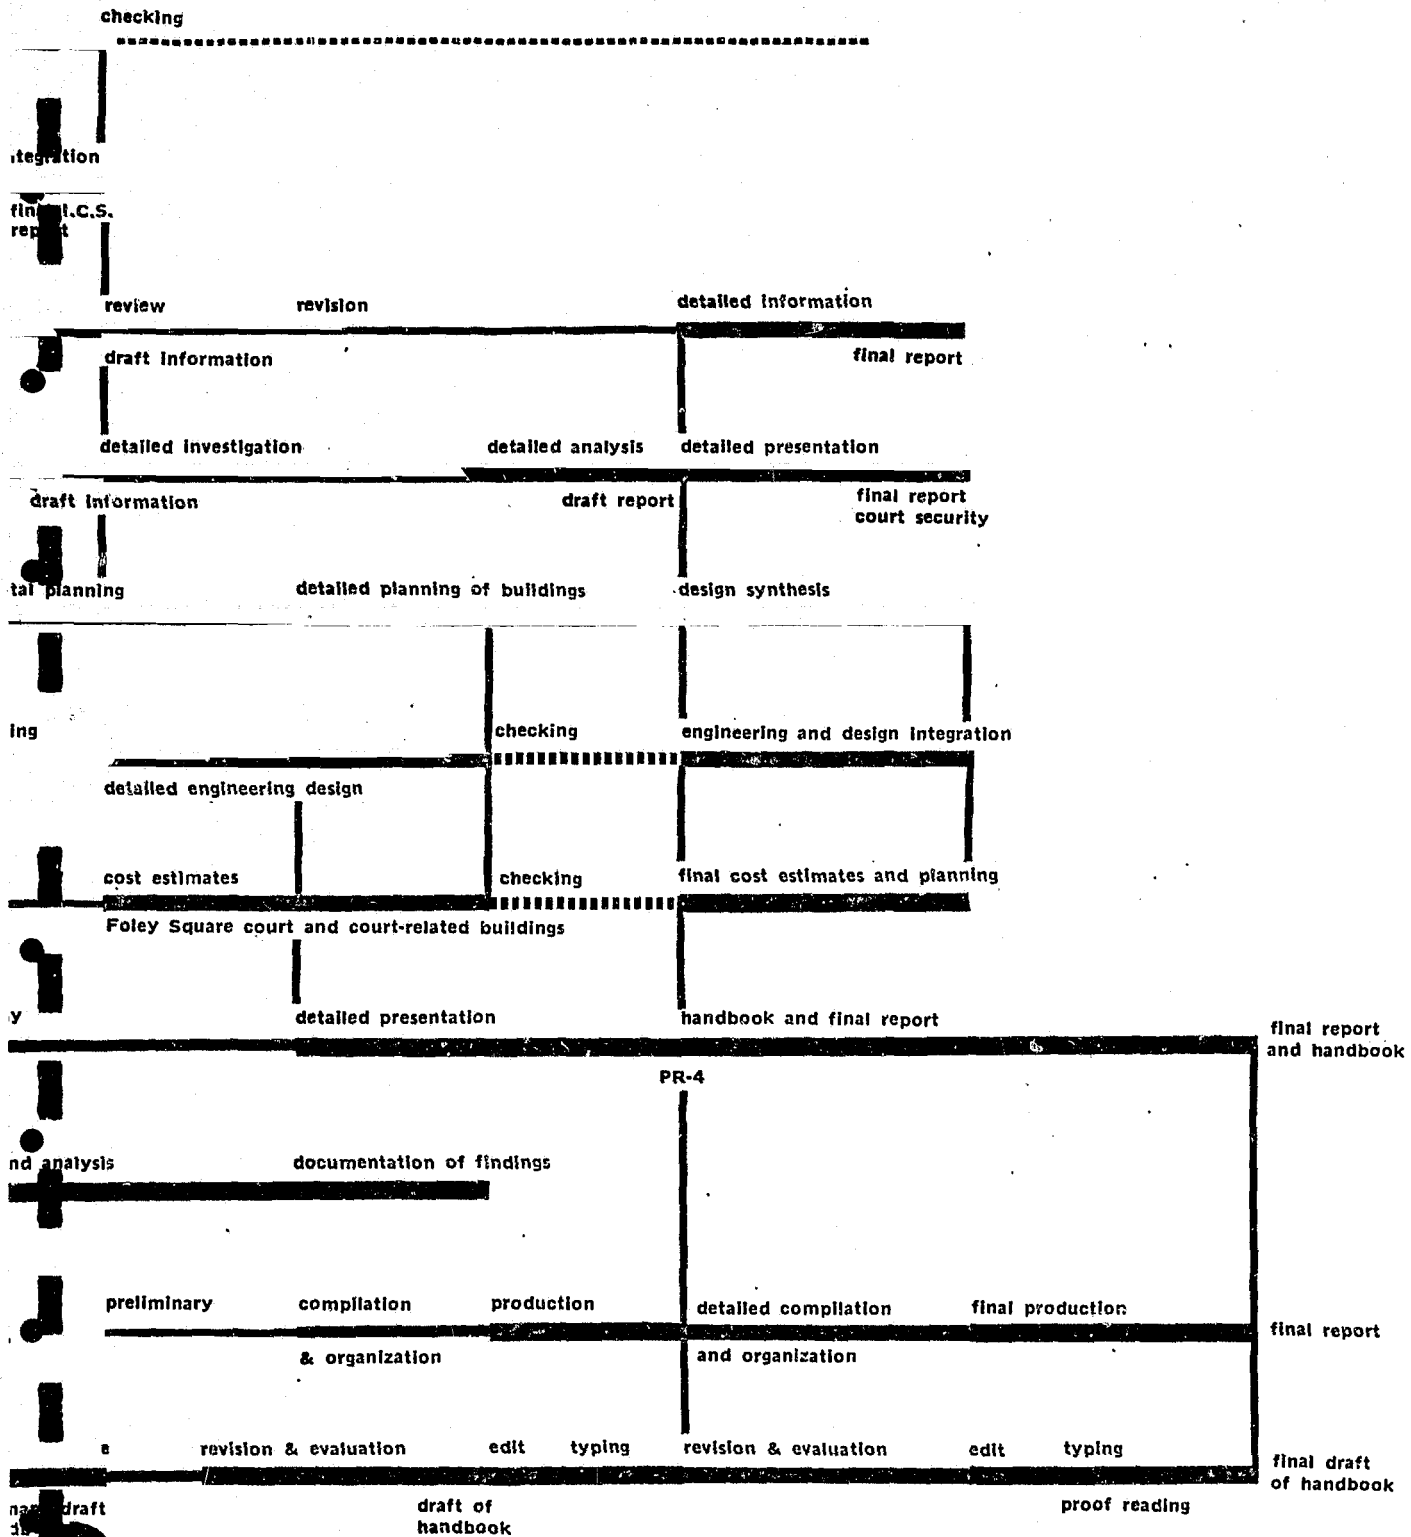 checking
final I.C.S.
report
review revision detailed information
draft information final report
detailed investigation detailed analysis detailed presentation
draft information draft report final report
court security
planning detailed planning of buildings design synthesis
checking engineering and design integration
detailed engineering design
cost estimates checking final cost estimates and planning
Foley Square court and court-related buildings
detailed presentation handbook and final report final report
and handbook
PR-4
analysis documentation of findings
preliminary compilation production detailed compilation final production
final report
& organization and organization
revision & evaluation edit typing revision & evaluation edit typing
final draft
of handbook
draft draft of proof reading
handbook